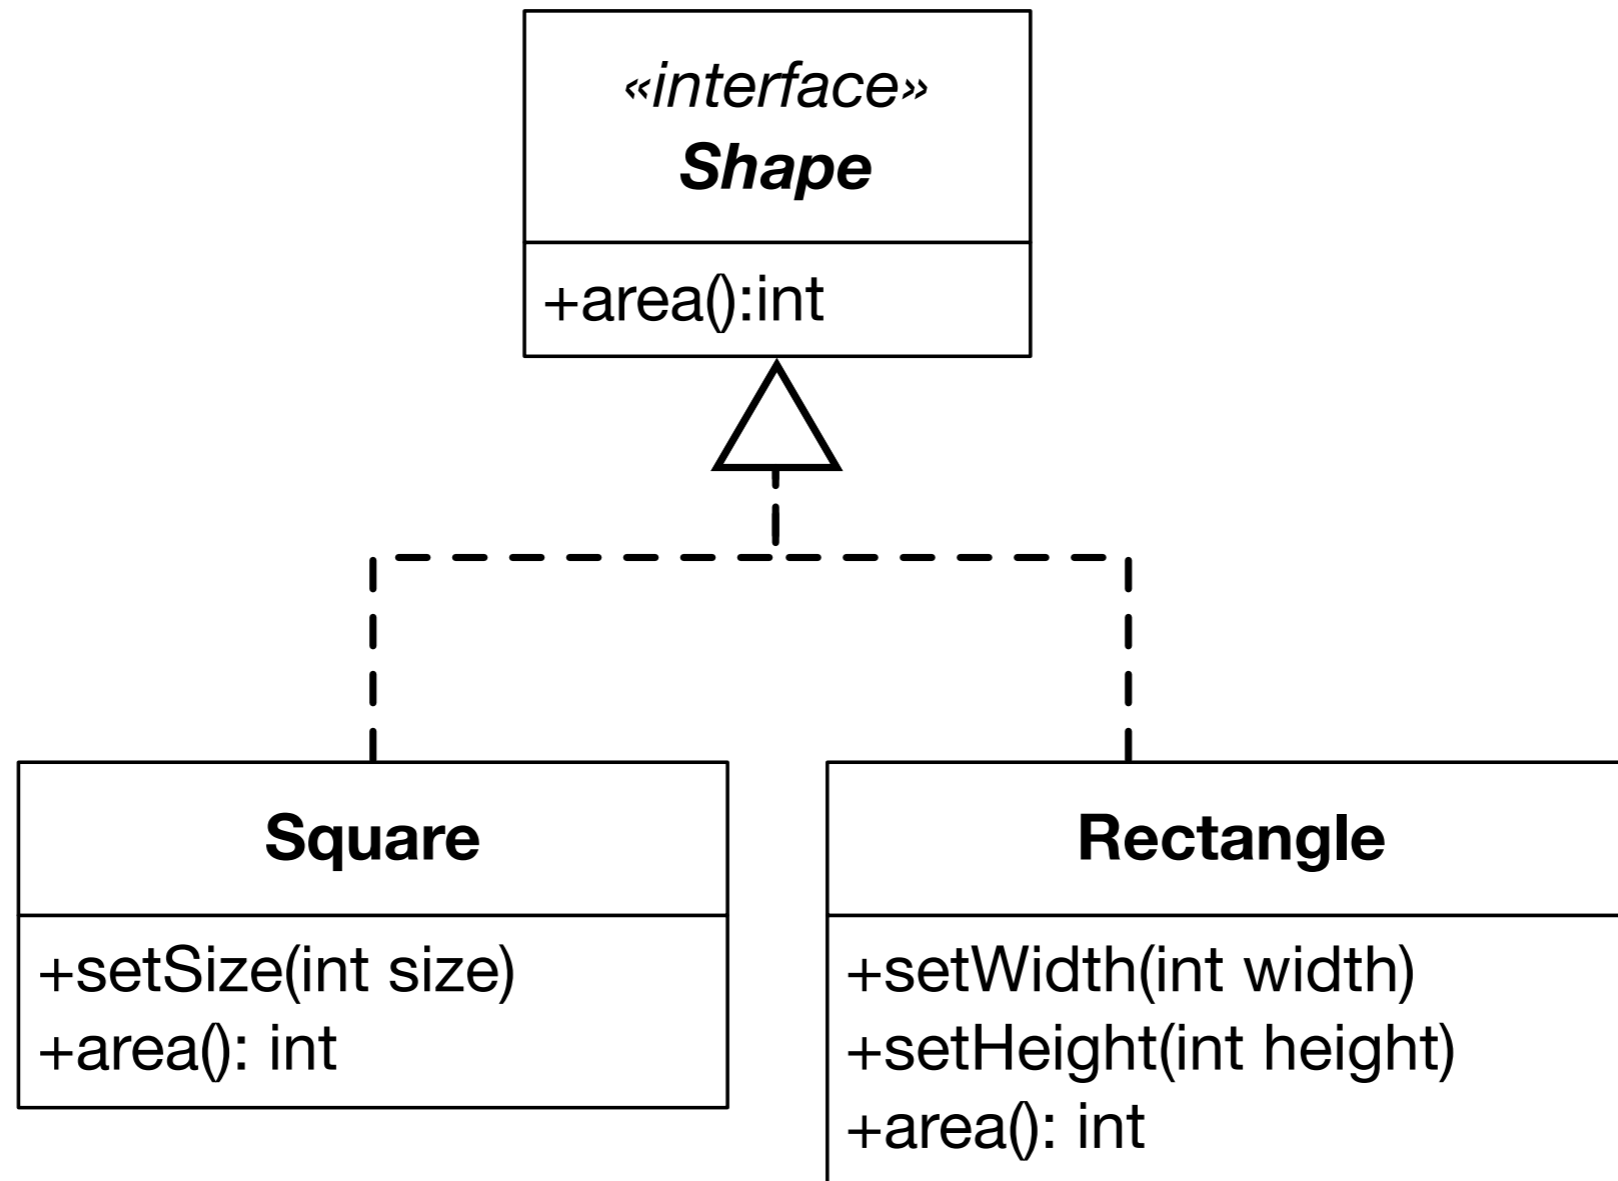 «interface»
Shape
+area():int
Square
+setSize(int size)
+area(): int
Rectangle
+setWidth(int width)
+setHeight(int height)
+area(): int